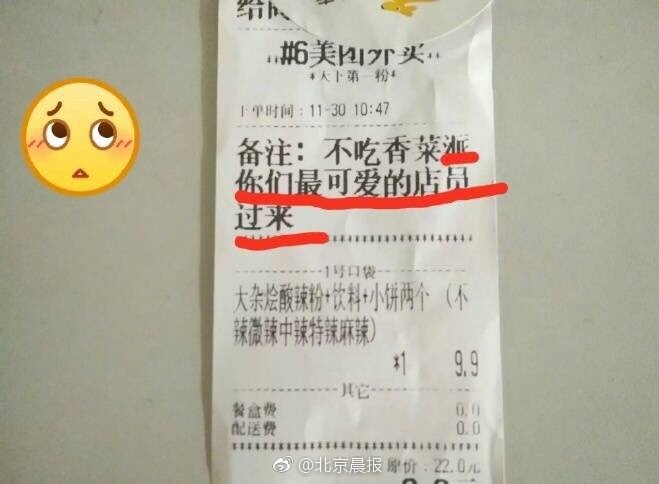 #6美团外卖
*天下第一粉*
下单时间：11-30 10:47
备注：不吃香菜派
你们最可爱的店员
过来
1号口袋
大杂烩酸辣粉+饮料+小饼两个（不
辣微辣中辣特辣麻辣）
*1 9.9
其它
餐盒费 0.0
配送费 0.0
原价：22.0元
@北京晨报